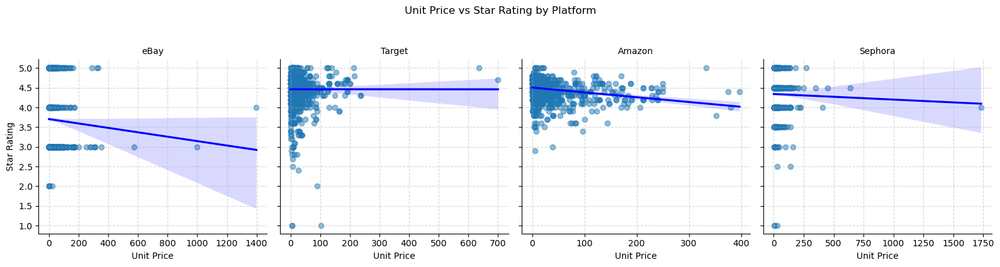 Unit Price vs Star Rating by Platform
eBay
Target
Amazon
Sephora
Star Rating
5.0
4.5
4.0
3.5
3.0
2.5
2.0
1.5
1.0
0 200 400 600 800 1000 1200 1400
0 100 200 300 400 500 600 700
0 100 200 300 400
0 250 500 750 1000 1250 1500 1750
Unit Price
Unit Price
Unit Price
Unit Price